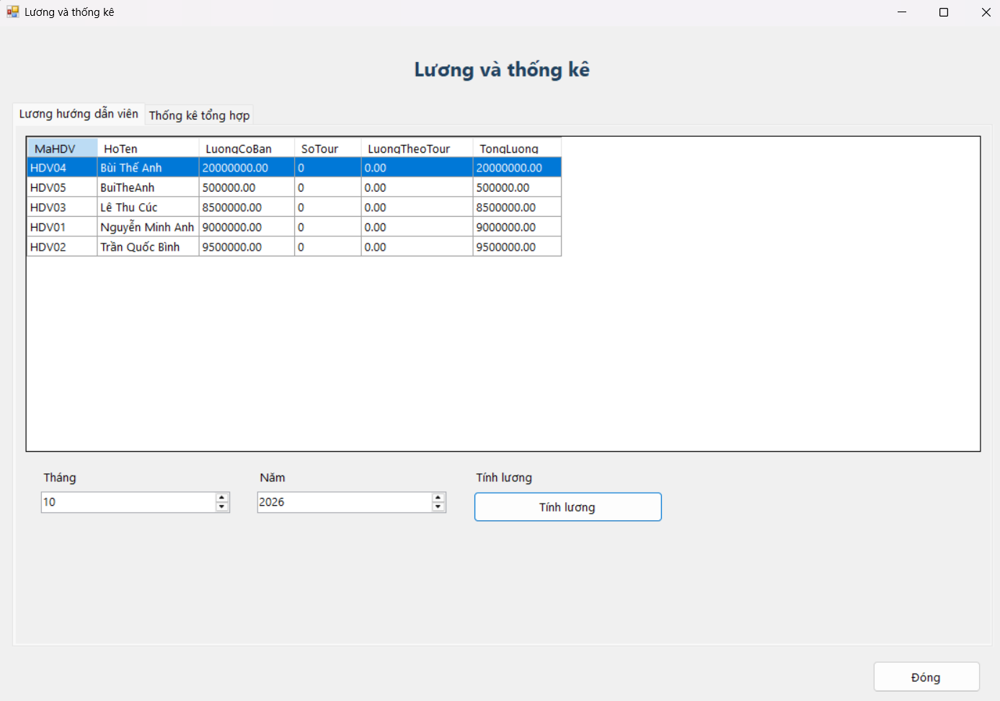 Lương và thống kê
Lương và thống kê
Lương hướng dẫn viên Thống kê tổng hợp
MaHDV HoTen LuongCoBan SoTour LuongTheoTour TongLuong
HDV04 Bùi Thế Anh 20000000.00 0 0.00 20000000.00
HDV05 BuiTheAnh 500000.00 0 0.00 500000.00
HDV03 Lê Thu Cúc 8500000.00 0 0.00 8500000.00
HDV01 Nguyễn Minh Anh 9000000.00 0 0.00 9000000.00
HDV02 Trần Quốc Bình 9500000.00 0 0.00 9500000.00
Tháng Năm Tính lương
10 2026 Tính lương
Đóng